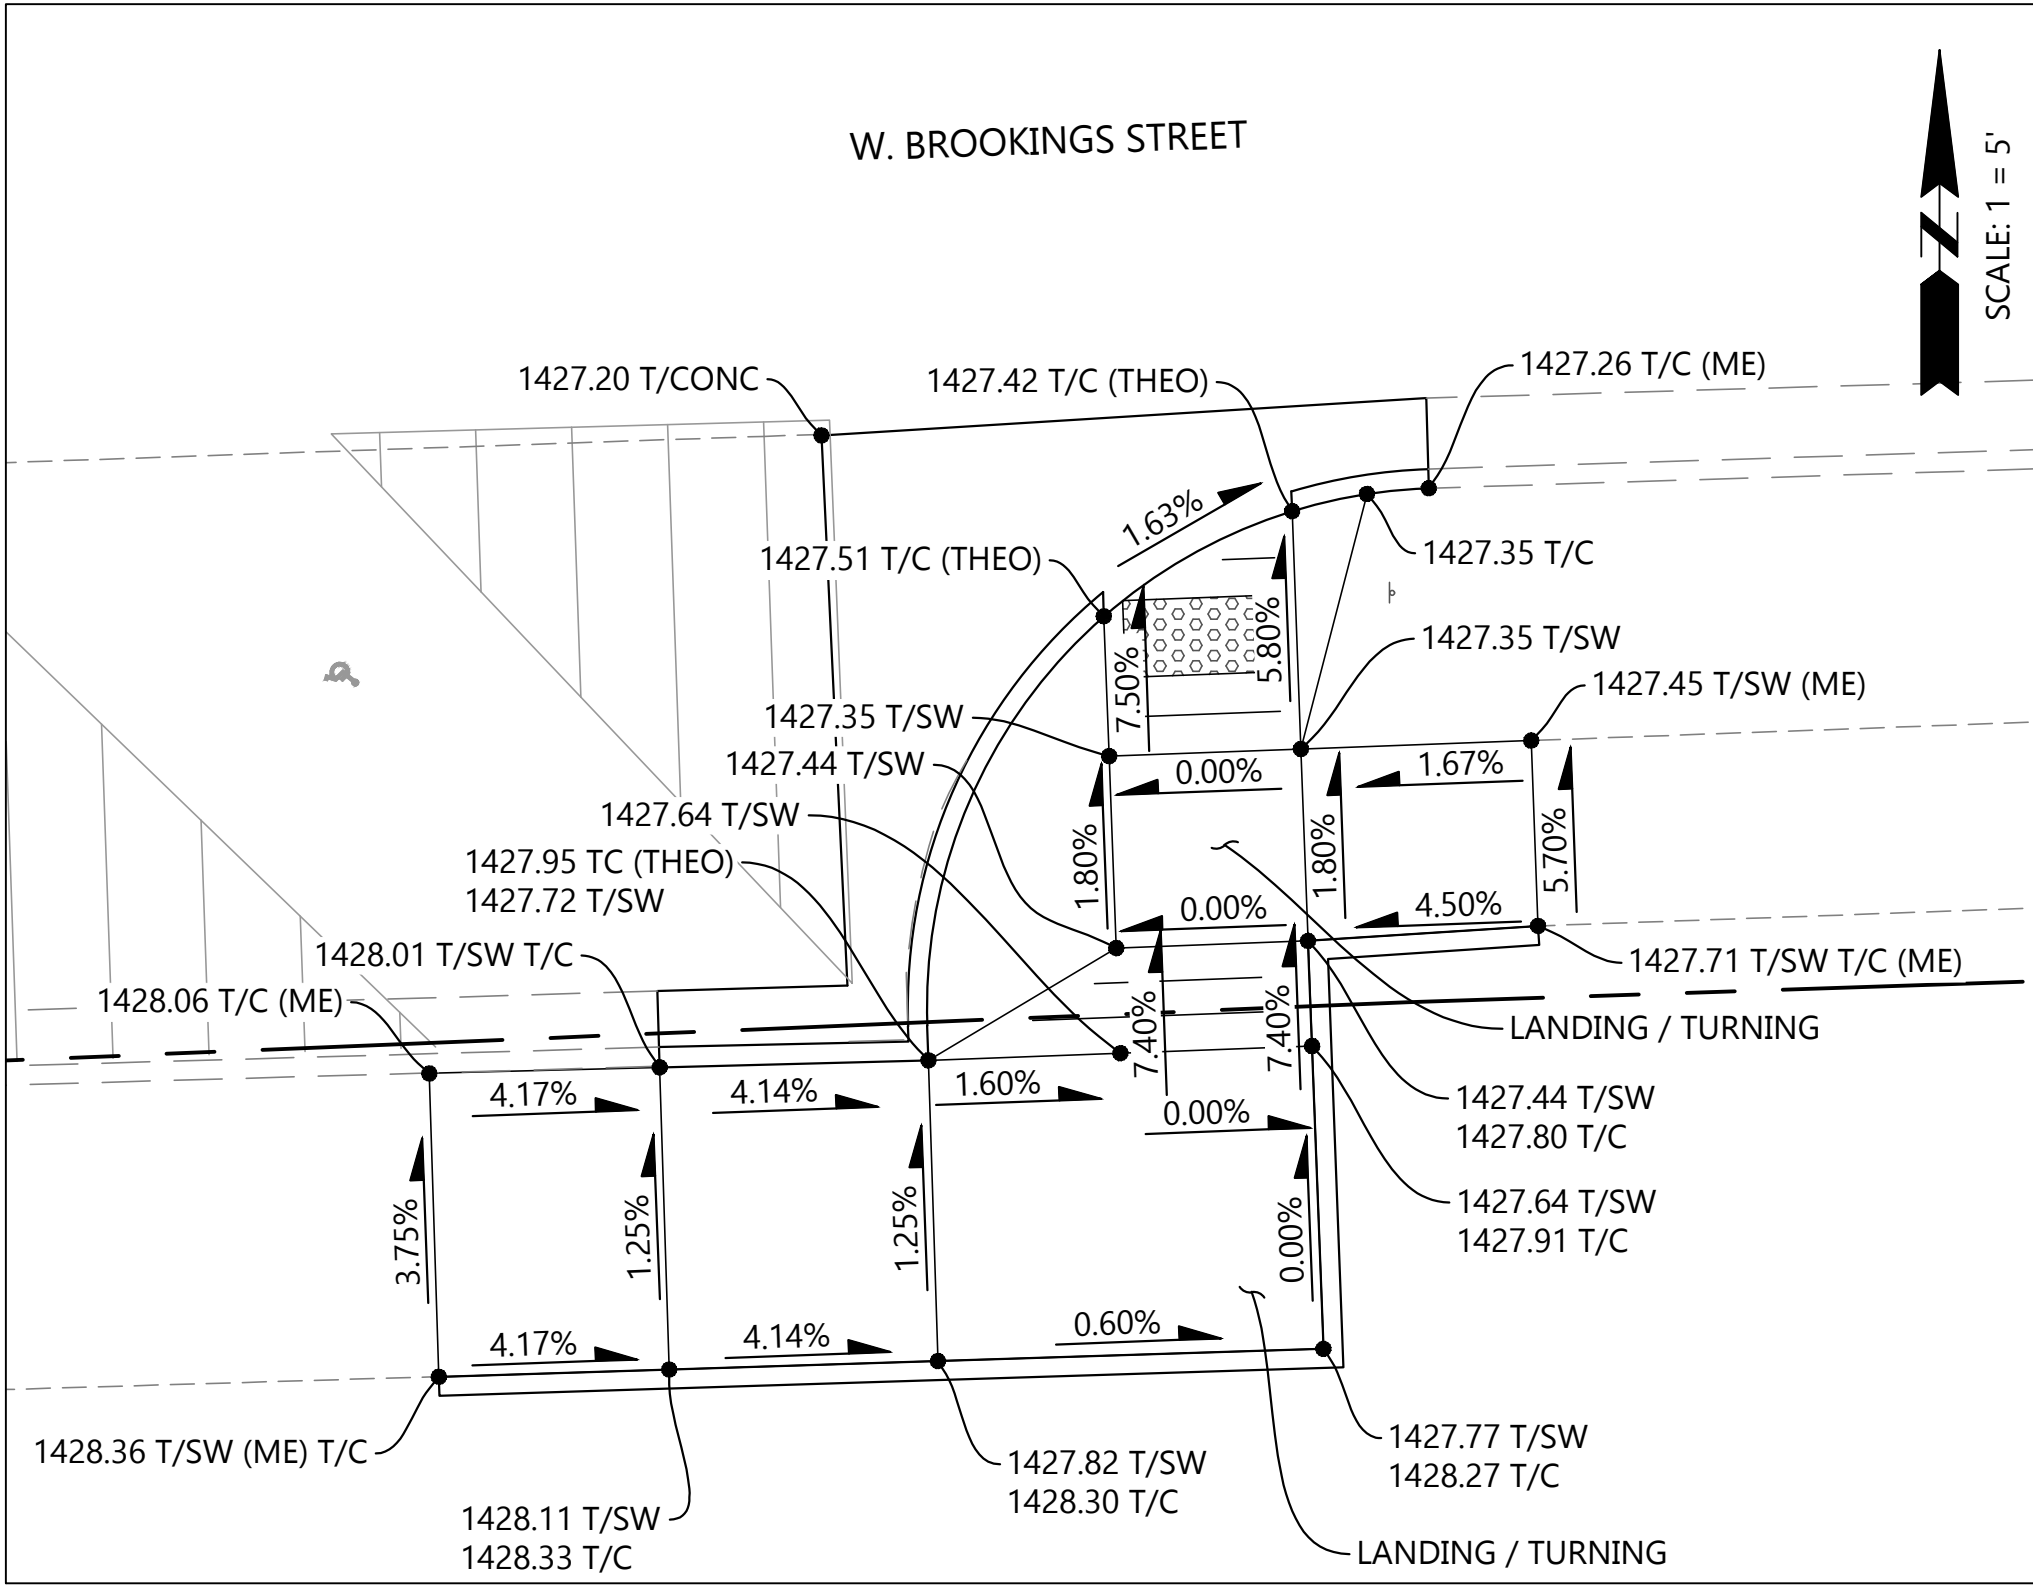 W. BROOKINGS STREET
SCALE: 1 = 5'
N
1427.20 T/CONC
1427.42 T/C (THEO)
1427.26 T/C (ME)
1.63%
1427.51 T/C (THEO)
1427.35 T/C
5.80%
7.50%
1427.35 T/SW
1427.45 T/SW (ME)
1427.35 T/SW
1427.44 T/SW
0.00%
1.67%
1427.64 T/SW
1.80%
1.80%
5.70%
1427.95 TC (THEO)
1427.72 T/SW
0.00%
4.50%
1428.01 T/SW T/C
1427.71 T/SW T/C (ME)
1428.06 T/C (ME)
7.40%
7.40%
LANDING / TURNING
4.17%
4.14%
1.60%
0.00%
1427.44 T/SW
1427.80 T/C
3.75%
1.25%
1.25%
0.00%
1427.64 T/SW
1427.91 T/C
4.17%
4.14%
0.60%
1428.36 T/SW (ME) T/C
1427.82 T/SW
1428.30 T/C
1427.77 T/SW
1428.27 T/C
1428.11 T/SW
1428.33 T/C
LANDING / TURNING